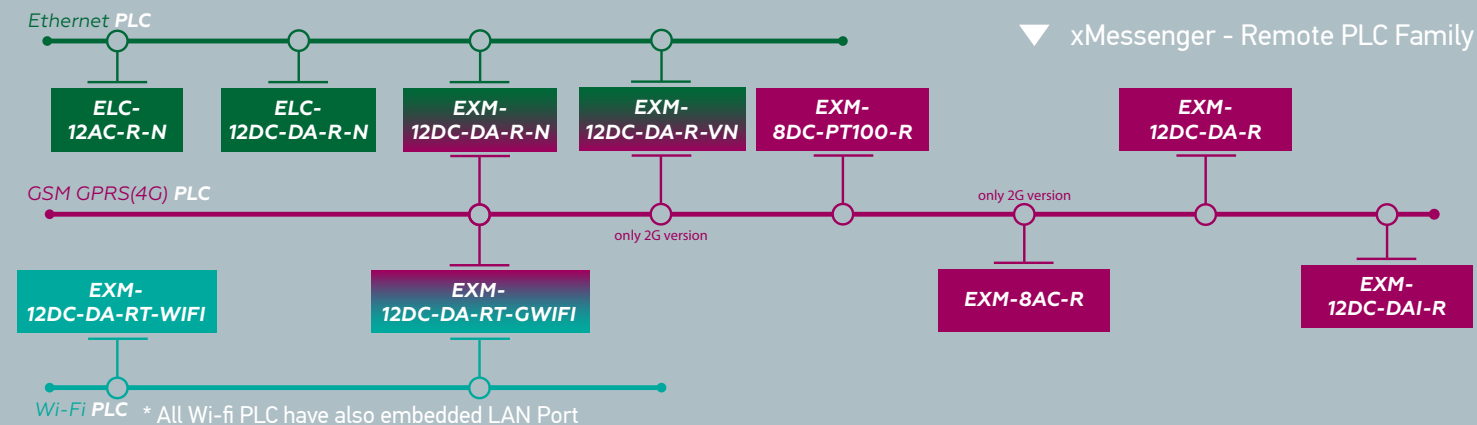 Ethernet PLC
xMessenger - Remote PLC Family
ELC-
12AC-R-N
ELC-
12DC-DA-R-N
EXM-
12DC-DA-R-N
EXM-
12DC-DA-R-VN
EXM-
8DC-PT100-R
EXM-
12DC-DA-R
GSM GPRS(4G) PLC
only 2G version
only 2G version
EXM-
12DC-DA-RT-WIFI
EXM-
12DC-DA-RT-GWIFI
EXM-8AC-R
EXM-
12DC-DAI-R
Wi-Fi PLC * All Wi-fi PLC have also embedded LAN Port